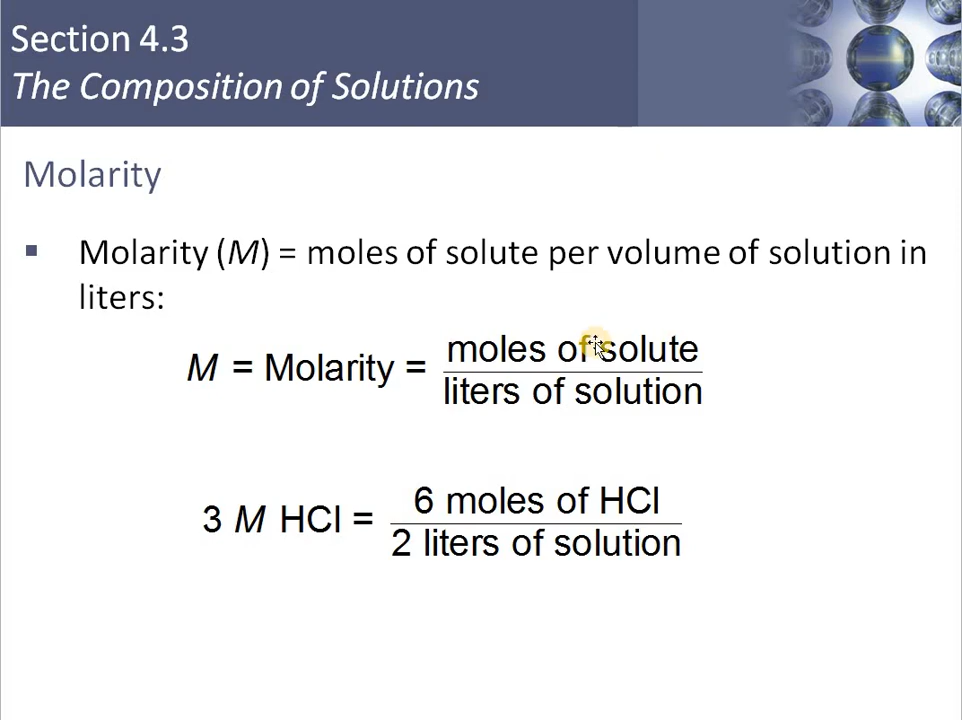 Section 4.3
The Composition of Solutions
Molarity
▪ Molarity (M) = moles of solute per volume of solution in
liters:
M = Molarity = moles of solute
liters of solution
3 M HCl = 6 moles of HCl
2 liters of solution